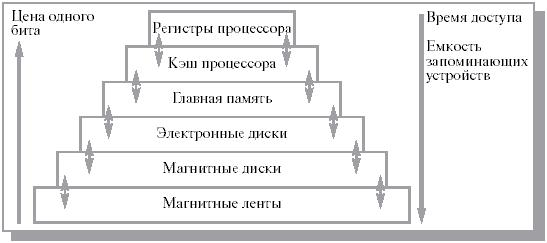 Цена одного
бита
Регистры процессора
Кэш процессора
Главная память
Электронные диски
Магнитные диски
Магнитные ленты
Время доступа
Емкость
запоминающих
устройств